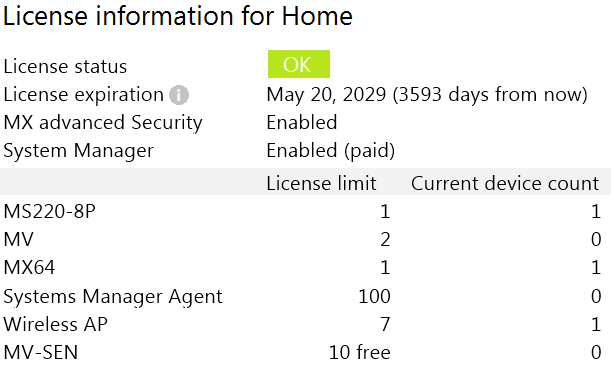 License information for Home
License status OK
License expiration May 20, 2029 (3593 days from now)
MX advanced Security Enabled
System Manager Enabled (paid)
License limit Current device count
MS220-8P 1 1
MV 2 0
MX64 1 1
Systems Manager Agent 100 0
Wireless AP 7 1
MV-SEN 10 free 0